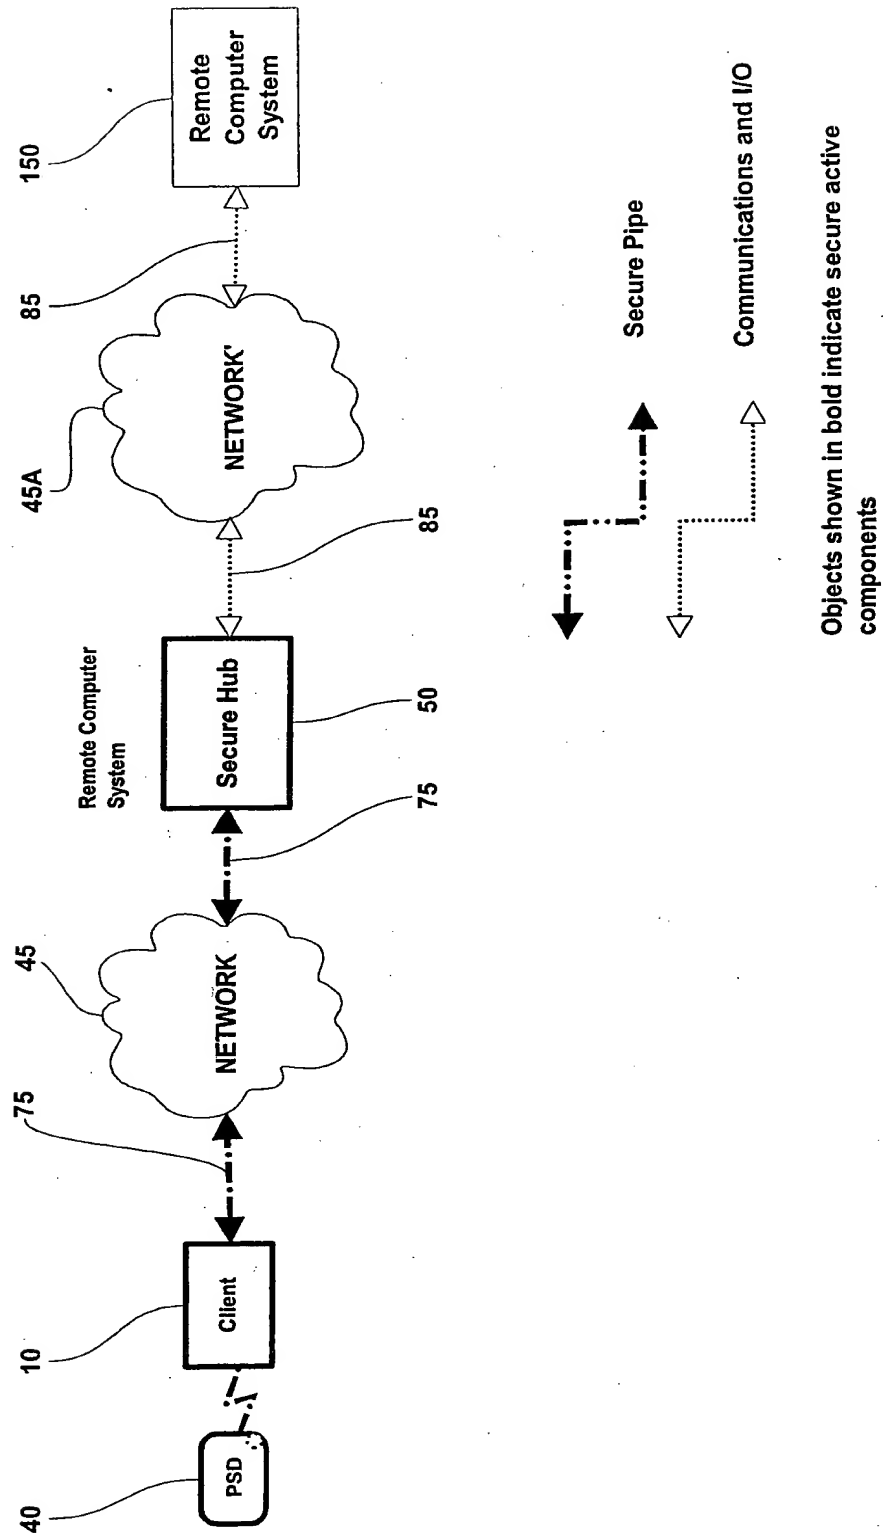 40
10
75
45
75
50
85
45A
85
150
PSD
Client
NETWORK
Remote Computer
System
Secure Hub
NETWORK'
Remote
Computer
System
Secure Pipe
Communications and I/O
Objects shown in bold indicate secure active
components